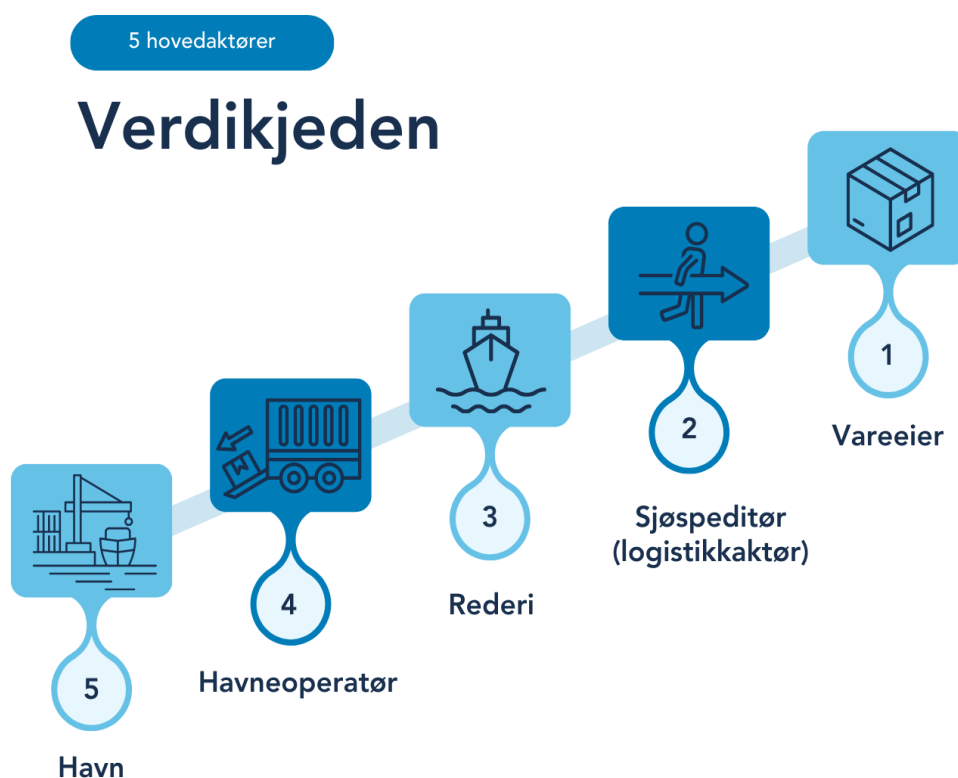 5 hovedaktører
Verdikjeden
1
Vareeier
2
Sjøspeditør
(logistikkaktør)
3
Rederi
4
Havneoperatør
5
Havn